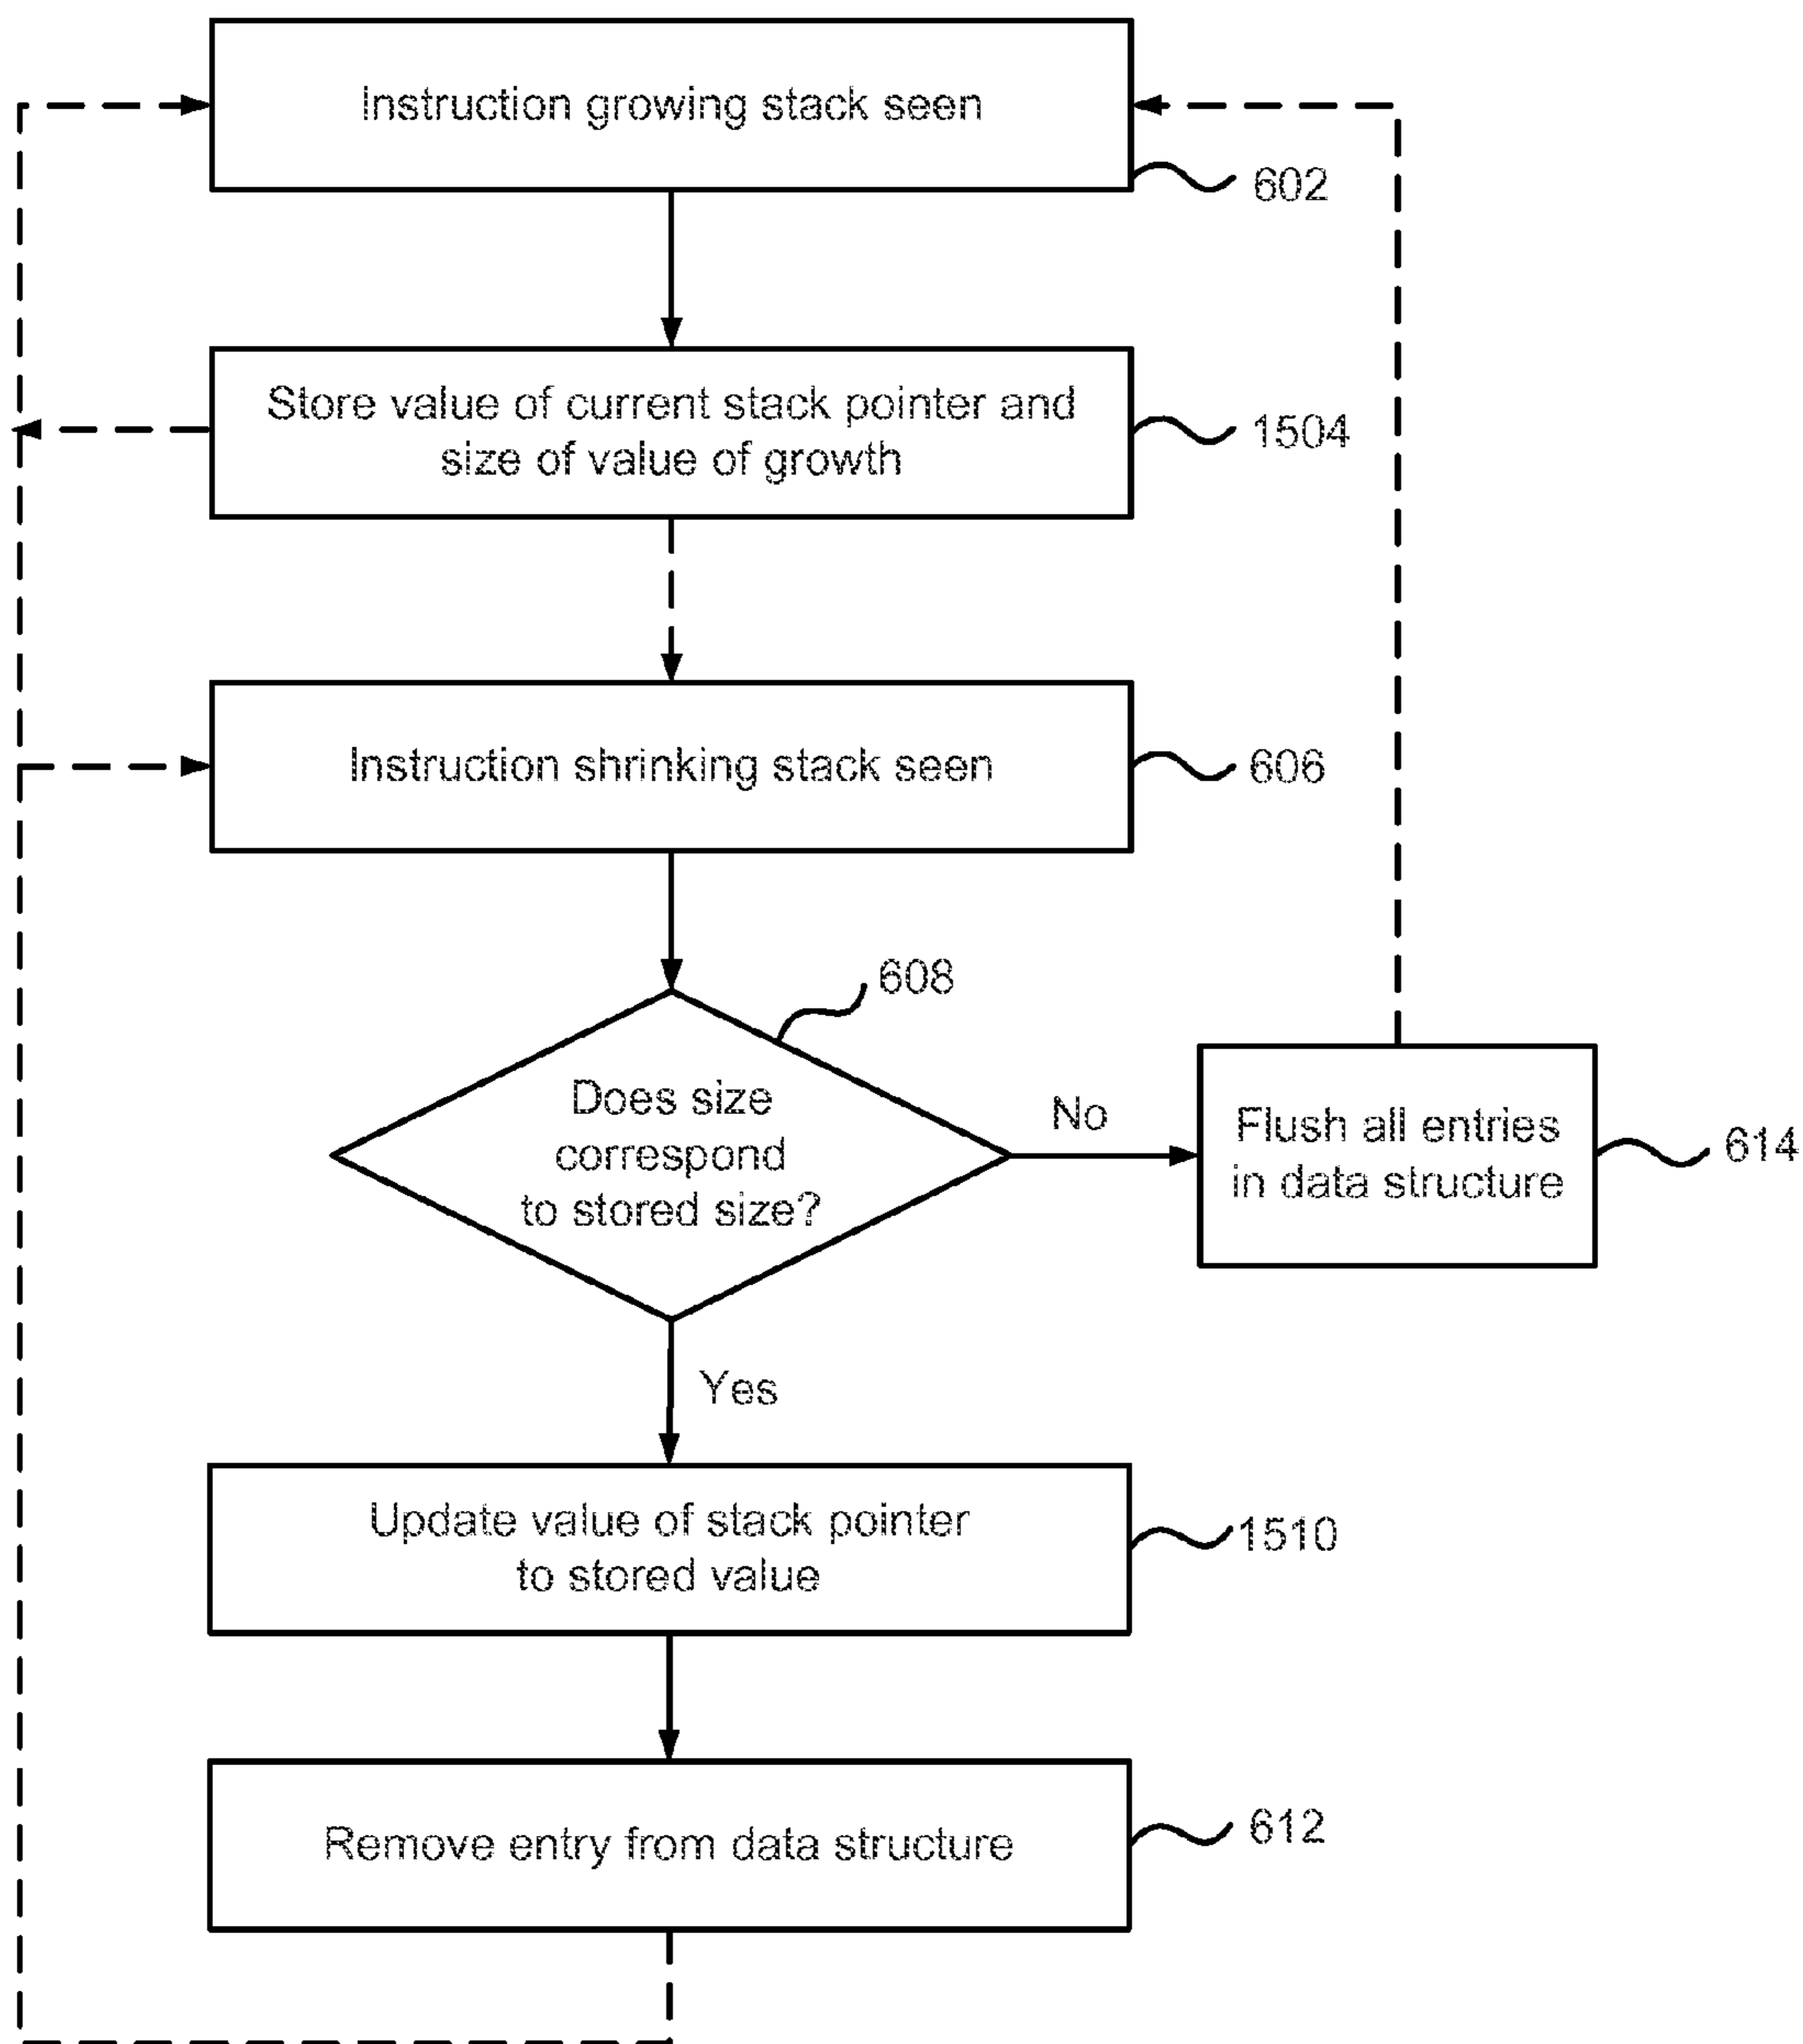 Instruction growing stack seen
602
Store value of current stack pointer and
size of value of growth
1504
Instruction shrinking stack seen
606
608
Does size
correspond
to stored size?
No
Flush all entries
in data structure
614
Yes
Update value of stack pointer
to stored value
1510
Remove entry from data structure
612